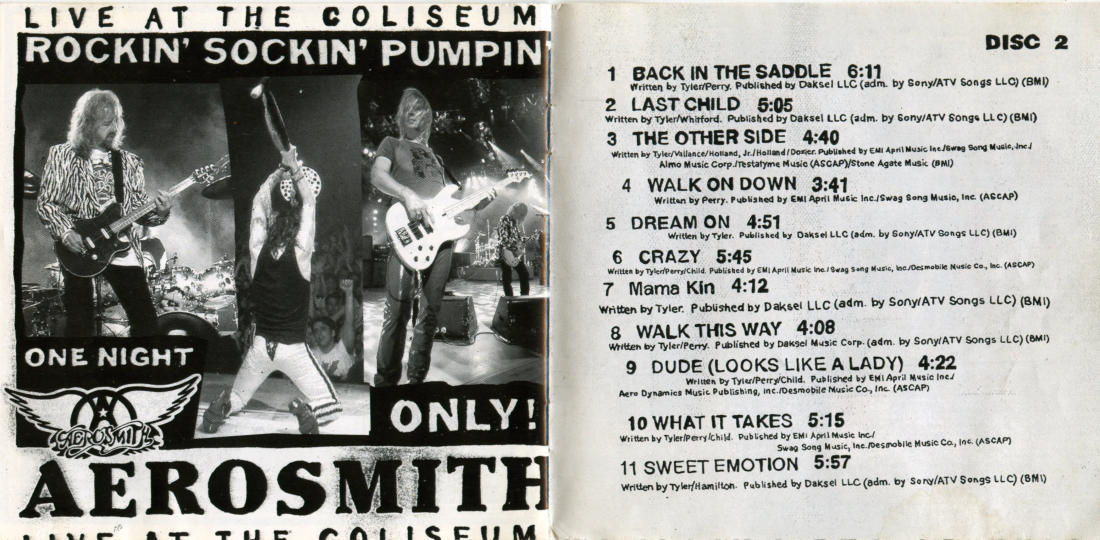 LIVE AT THE COLISEUM
ROCKIN' SOCKIN' PUMPIN'
ONE NIGHT
ONLY!
AEROSMITH
AEROSMITH
LIVE AT THE COLISEUM
DISC 2
1 BACK IN THE SADDLE 6:11
Written by Tyler/Perry. Published by Daksel LLC (adm. by Sony/ATV Songs LLC) (BMI)
2 LAST CHILD 5:05
Written by Tyler/Whitford. Published by Daksel LLC (adm. by Sony/ATV Songs LLC) (BMI)
3 THE OTHER SIDE 4:40
Written by Tyler/Vallance/Holland, Jr./Holland/Dozier. Published by EMI April Music Inc./Swag Song Music, Inc./
Almo Music Corp./Testatyme Music (ASCAP)/Stone Agate Music (BMI)
4 WALK ON DOWN 3:41
Written by Perry. Published by EMI April Music Inc./Swag Song Music, Inc. (ASCAP)
5 DREAM ON 4:51
Written by Tyler. Published by Daksel LLC (adm. by Sony/ATV Songs LLC) (BMI)
6 CRAZY 5:45
Written by Tyler/Perry/Child. Published by EMI April Music Inc./Swag Song Music, Inc./Desmobile Music Co., Inc. (ASCAP)
7 Mama Kin 4:12
Written by Tyler. Published by Daksel LLC (adm. by Sony/ATV Songs LLC) (BMI)
8 WALK THIS WAY 4:08
Written by Tyler/Perry. Published by Daksel Music Corp. (adm. by Sony/ATV Songs LLC) (BMI)
9 DUDE (LOOKS LIKE A LADY) 4:22
Written by Tyler/Perry/Child. Published by EMI April Music Inc./
Aero Dynamics Music Publishing, Inc./Desmobile Music Co., Inc. (ASCAP)
10 WHAT IT TAKES 5:15
Written by Tyler/Perry/Child. Published by EMI April Music Inc./
Swag Song Music, Inc./Desmobile Music Co., Inc. (ASCAP)
11 SWEET EMOTION 5:57
Written by Tyler/Hamilton. Published by Daksel LLC (adm. by Sony/ATV Songs LLC) (BMI)